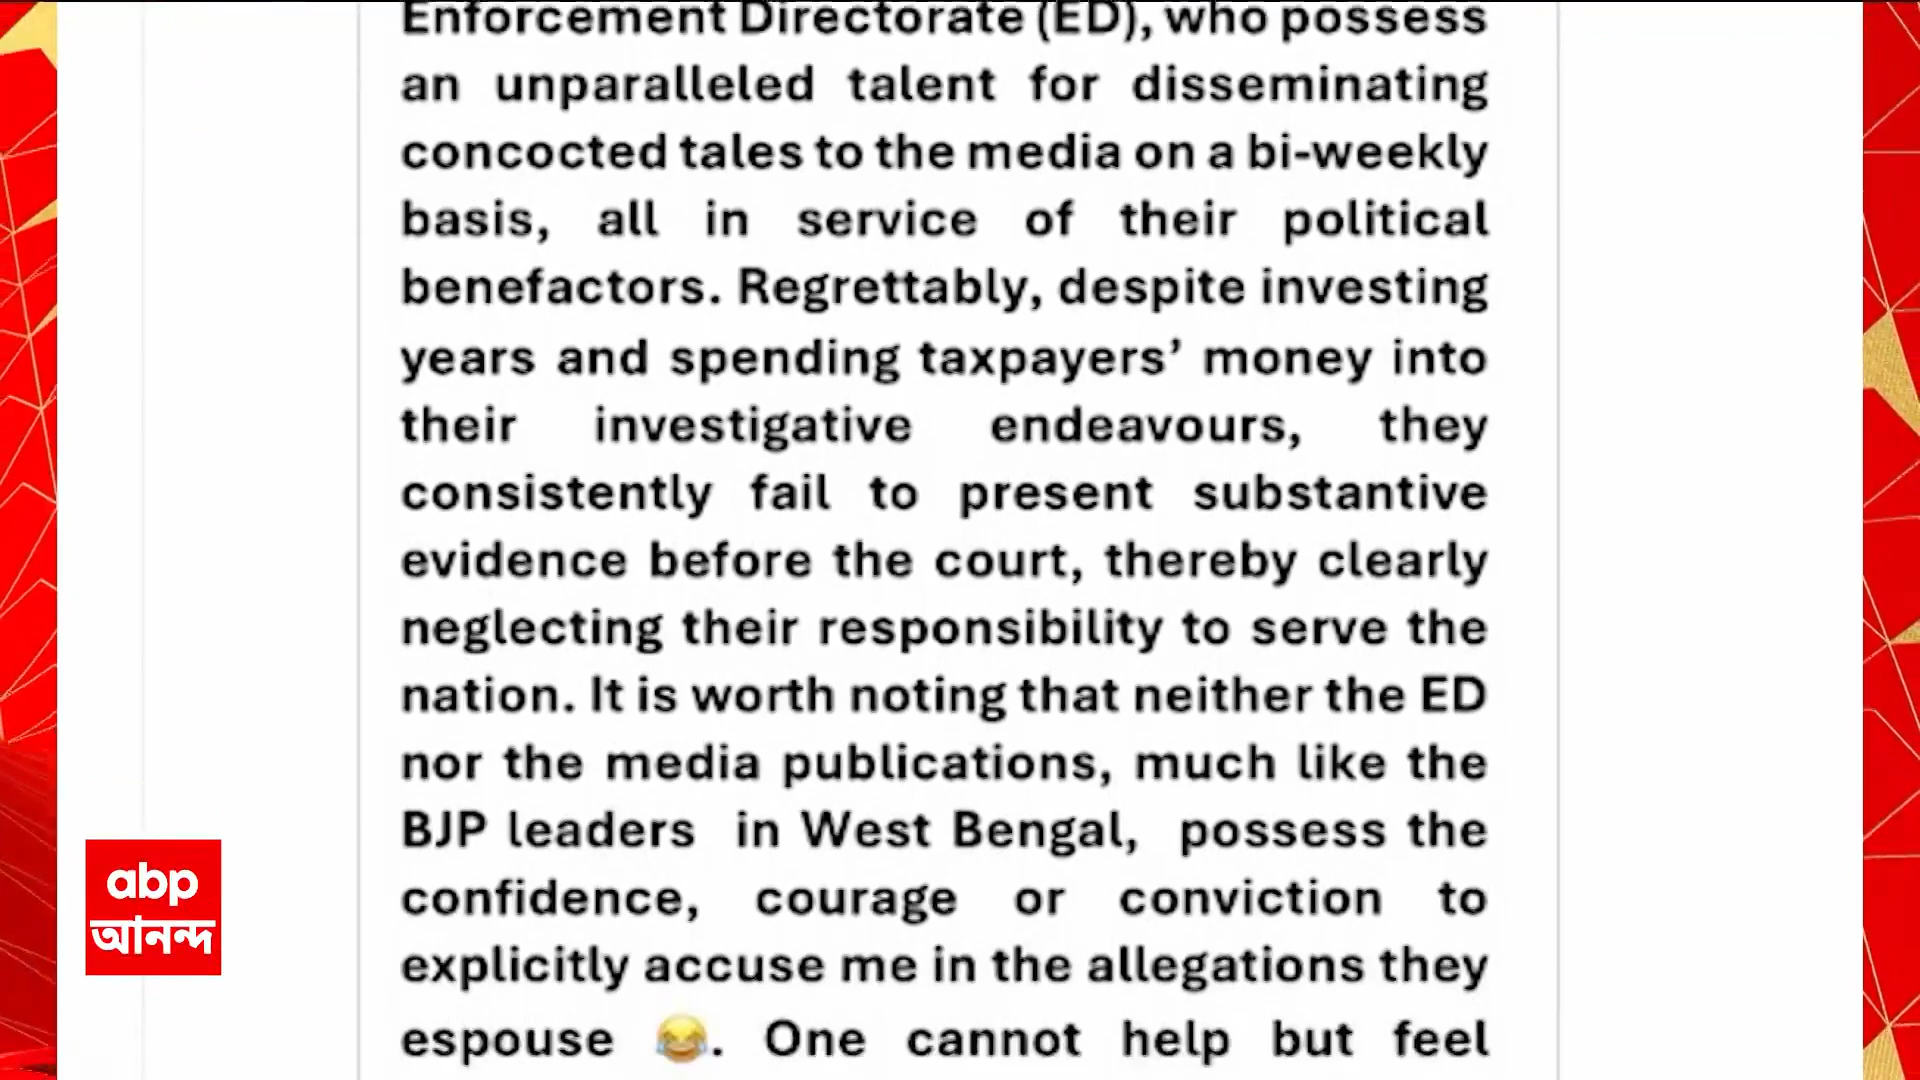 Enforcement Directorate (ED), who possess
an unparalleled talent for disseminating
concocted tales to the media on a bi-weekly
basis, all in service of their political
benefactors. Regrettably, despite investing
years and spending taxpayers’ money into
their investigative endeavours, they
consistently fail to present substantive
evidence before the court, thereby clearly
neglecting their responsibility to serve the
nation. It is worth noting that neither the ED
nor the media publications, much like the
BJP leaders in West Bengal, possess the
confidence, courage or conviction to
explicitly accuse me in the allegations they
espouse 😂. One cannot help but feel
abp
আনন্দ